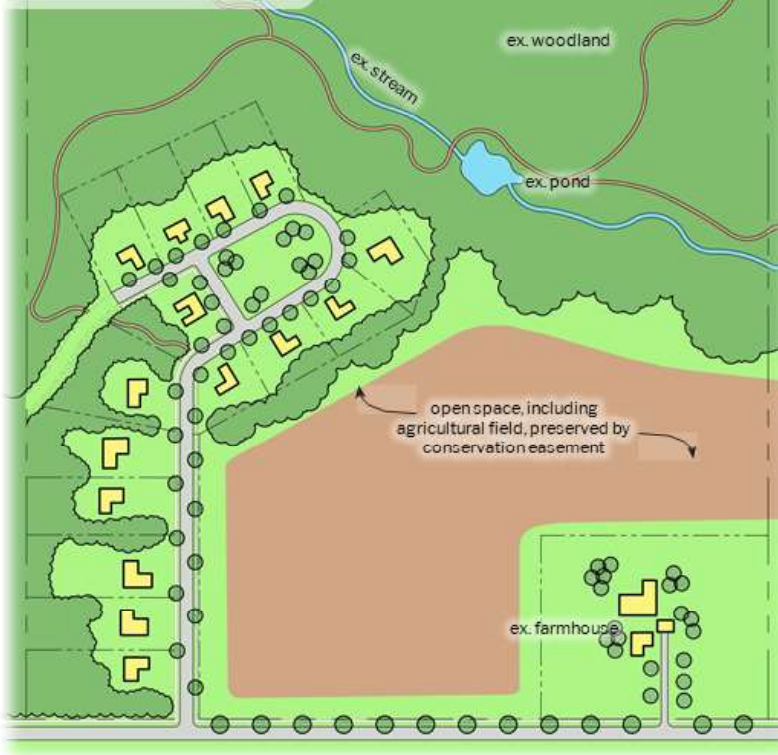 ex. woodland
ex. stream
ex. pond
open space, including
agricultural field, preserved by
conservation easement
ex. farmhouse